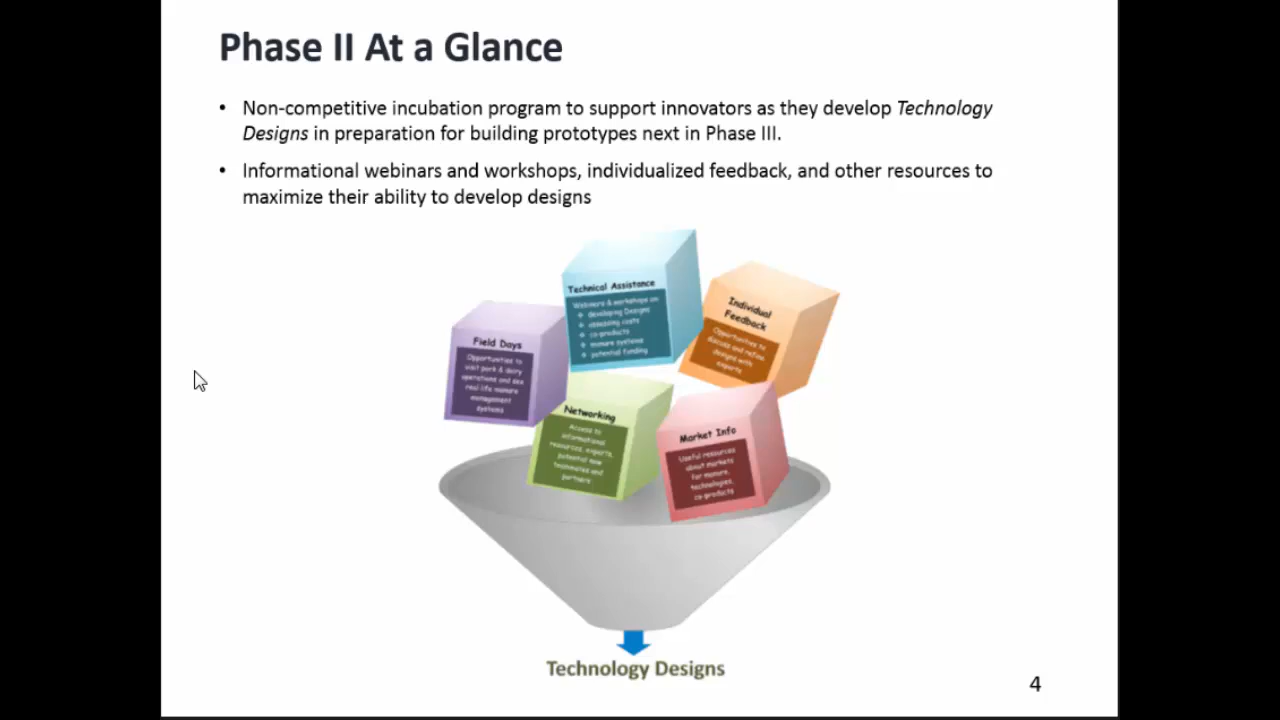 Phase II At a Glance
• Non-competitive incubation program to support innovators as they develop Technology
Designs in preparation for building prototypes next in Phase III.
• Informational webinars and workshops, individualized feedback, and other resources to
maximize their ability to develop designs
Technical Assistance
Webinars & workshops on
❖ developing Designs
❖ assessing costs
❖ co-products
❖ manure systems
❖ potential funding
Individual
Feedback
Opportunities to
discuss and refine
designs with
experts
Field Days
Opportunities to
visit pork & dairy
operations and see
real life manure
management
systems
Networking
Access to
informational
resources, experts,
potential new
teammates and
partners
Market Info
Useful resources
about markets
for manure,
technologies,
co-products
Technology Designs
4